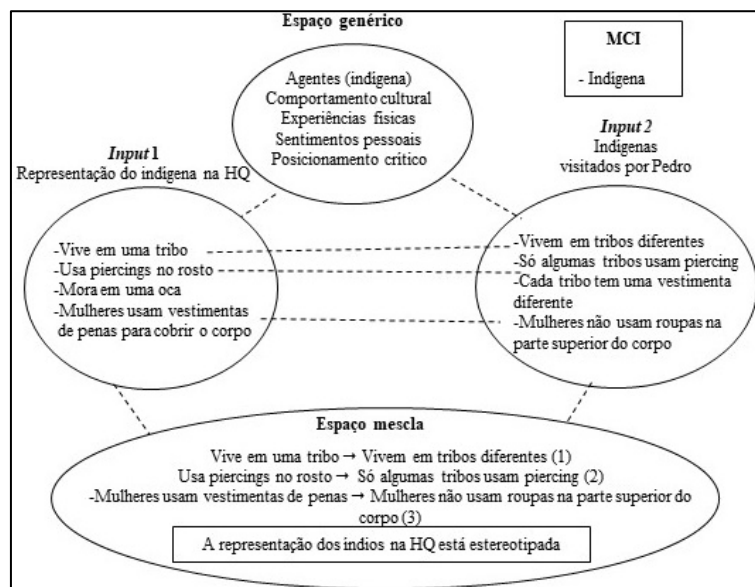 Espaço genérico
Agentes (indígena)
Comportamento cultural
Experiências fisicas
Sentimentos pessoais
Posicionamento critico
MCI
- Indígena
Input 1
Representação do indígena na HQ
-Vive em uma tribo
-Usa piercings no rosto
-Mora em uma oca
-Mulheres usam vestimentas
de penas para cobrir o corpo
Input 2
Indígenas
visitados por Pedro
-Vivem em tribos diferentes
-Só algumas tribos usam piercing
-Cada tribo tem uma vestimenta
diferente
-Mulheres não usam roupas na
parte superior do corpo
Espaço mescla
Vive em uma tribo → Vivem em tribos diferentes (1)
Usa piercings no rosto → Só algumas tribos usam piercing (2)
-Mulheres usam vestimentas de penas → Mulheres não usam roupas na parte superior do
corpo (3)
A representação dos índios na HQ está estereotipada